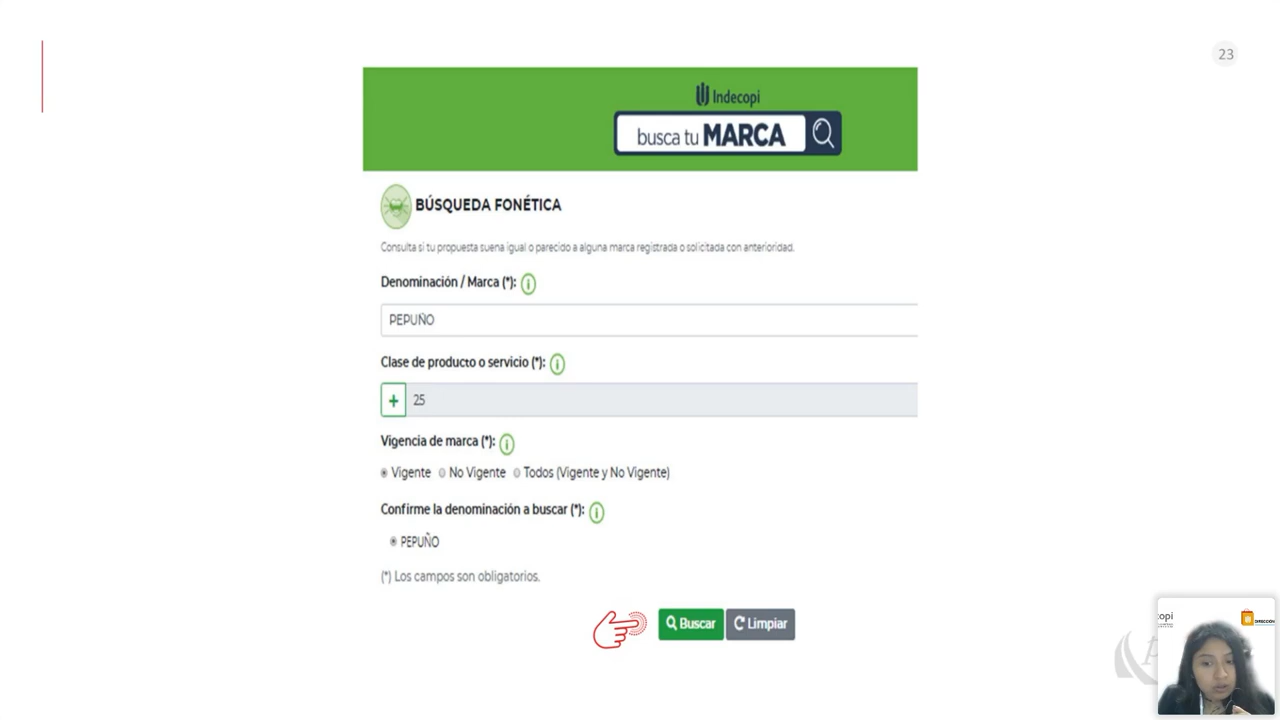 23
Indecopi
busca tu MARCA
BÚSQUEDA FONÉTICA
Consulta si tu propuesta suena igual o parecido a alguna marca registrada o solicitada con anterioridad.
Denominación / Marca (*):
PEPUÑO
Clase de producto o servicio (*):
+ 25
Vigencia de marca (*):
Vigente No Vigente Todos (Vigente y No Vigente)
Confirme la denominación a buscar (*):
PEPUÑO
(*) Los campos son obligatorios.
Buscar Limpiar
copi
DIRECCIÓN